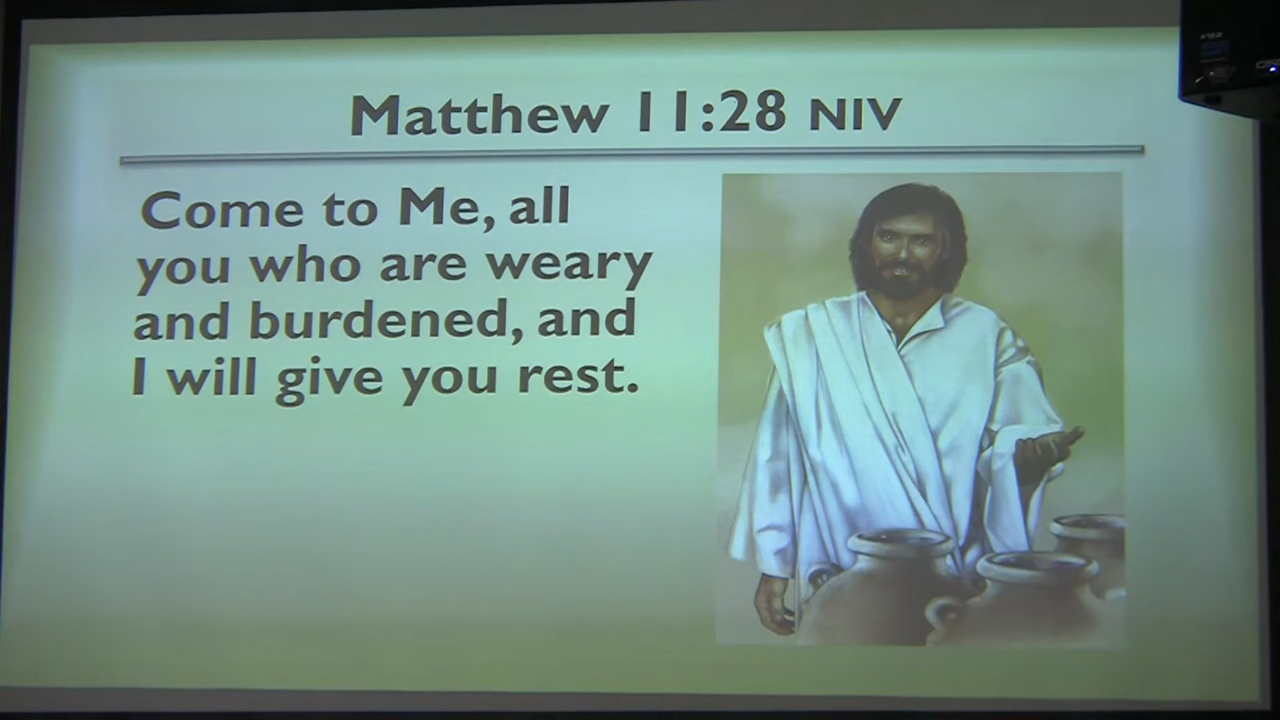 Matthew 11:28 NIV
Come to Me, all
you who are weary
and burdened, and
I will give you rest.